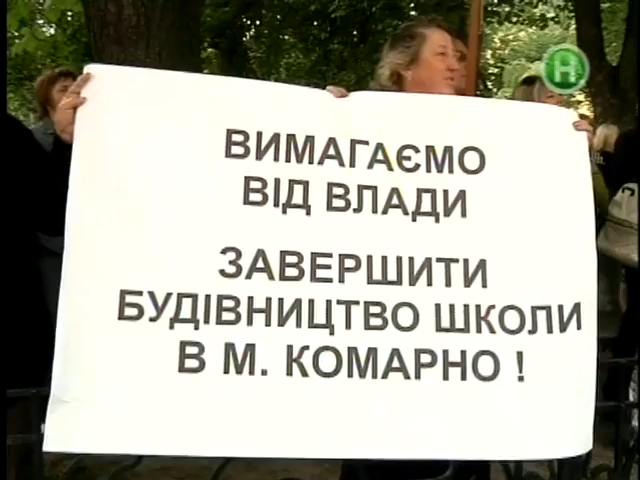 Н
ВИМАГАЄМО
ВІД ВЛАДИ
ЗАВЕРШИТИ
БУДІВНИЦТВО ШКОЛИ
В М. КОМАРНО !